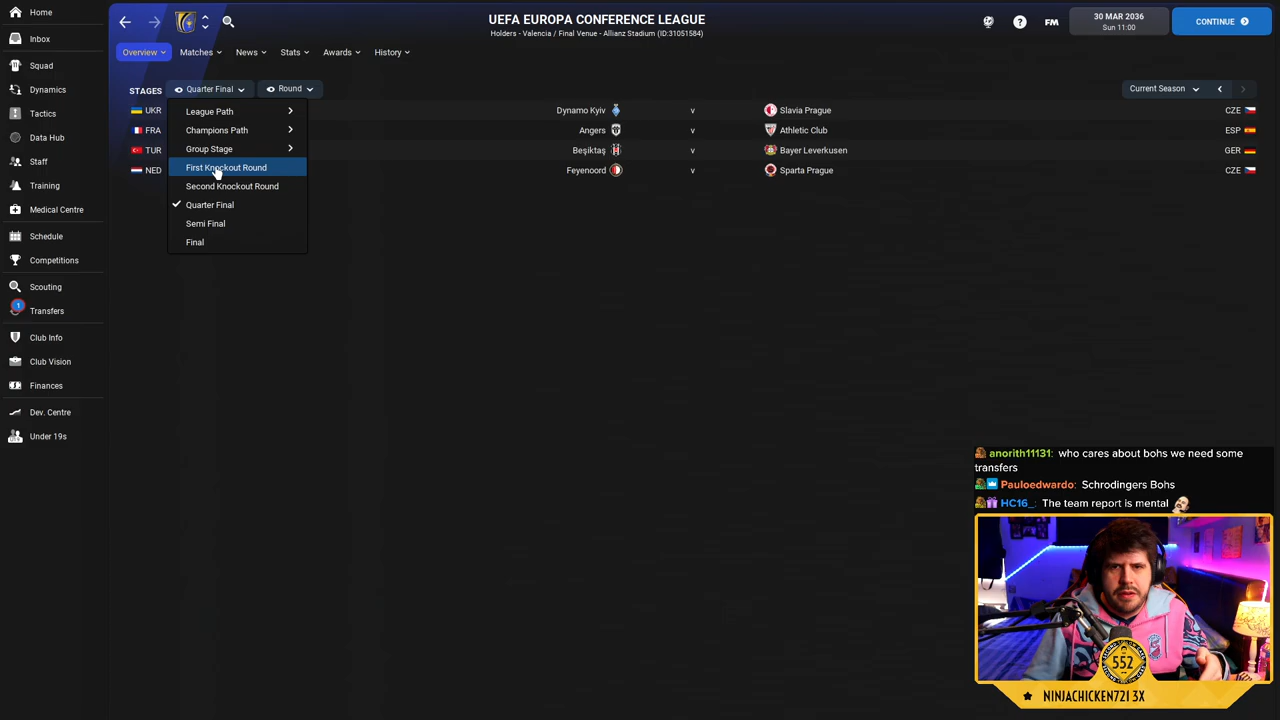 Home
Inbox
Squad
Dynamics
Tactics
Data Hub
Staff
Training
Medical Centre
Schedule
Competitions
Scouting
1
Transfers
Club Info
Club Vision
Finances
Dev. Centre
Under 19s
UEFA EUROPA CONFERENCE LEAGUE
Holders - Valencia / Final Venue - Allianz Stadium (ID:31051584)
FM
30 MAR 2036
Sun 11:00
CONTINUE
Overview
Matches
News
Stats
Awards
History
STAGES
Quarter Final
Round
Current Season
UKR Dynamo Kyiv v Slavia Prague CZE
FRA Angers v Athletic Club ESP
TUR Beşiktaş v Bayer Leverkusen GER
NED Feyenoord v Sparta Prague CZE
League Path
Champions Path
Group Stage
First Knockout Round
Second Knockout Round
Quarter Final
Semi Final
Final
anorith11131: who cares about bohs we need some
transfers
Pauloedwardo: Schrodingers Bohs
HC16_: The team report is mental
552
NINJACHICKEN721 3X